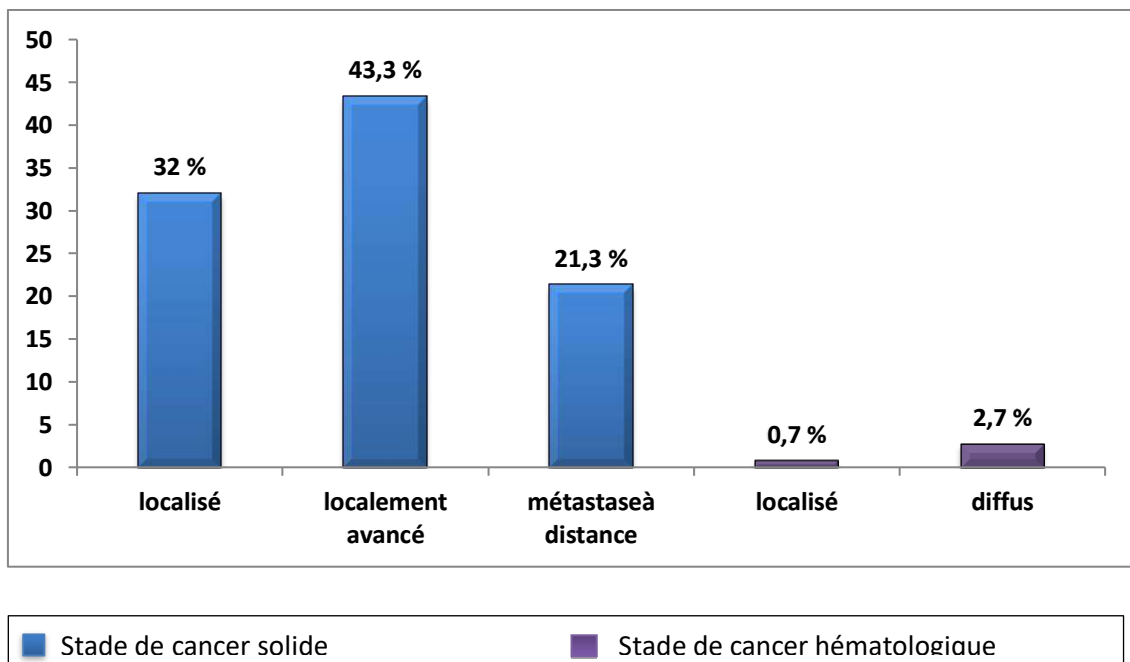 50
45
40
35
30
25
20
15
10
5
0
32 %
43,3 %
21,3 %
0,7 %
2,7 %
localisé
localement
avancé
métastaseà
distance
localisé
diffus
Stade de cancer solide
Stade de cancer hématologique